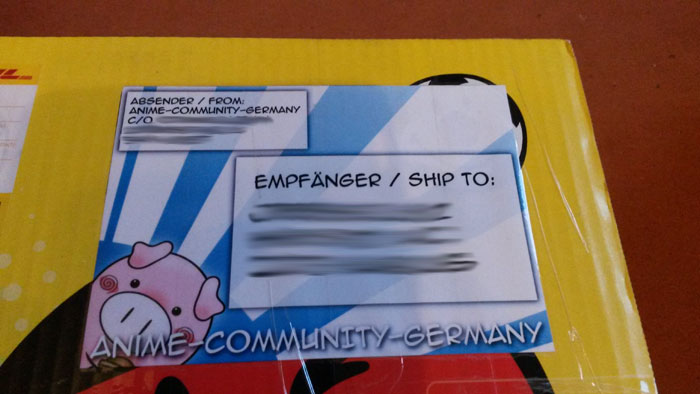 ABSENDER / FROM:
ANIME-COMMUNITY-GERMANY
C/O
EMPFÄNGER / SHIP TO:
ANIME-COMMUNITY-GERMANY